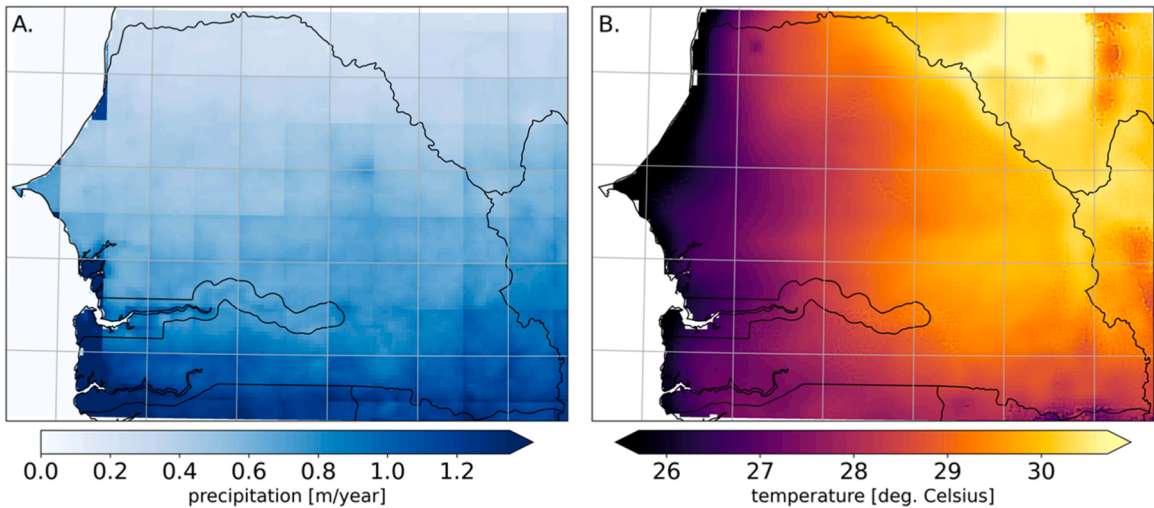 A. B.
0.0 0.2 0.4 0.6 0.8 1.0 1.2 26 27 28 29 30
precipitation [m/year] temperature [deg. Celsius]